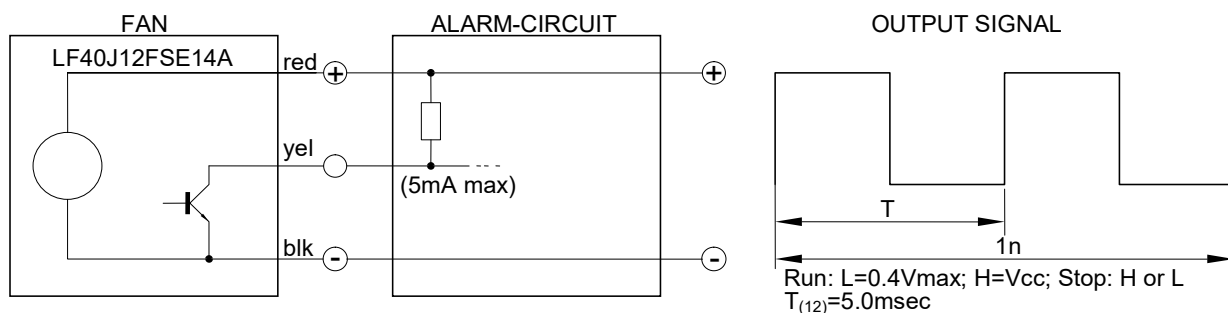 FAN
LF40J12FSE14A
red
+
yel
blk
-
ALARM-CIRCUIT
(5mA max)
+
-
OUTPUT SIGNAL
T
1n
Run: L=0.4Vmax; H=Vcc; Stop: H or L
T(12)=5.0msec